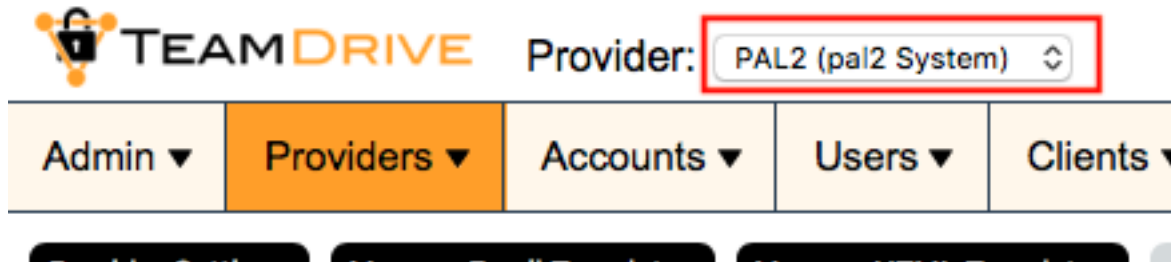 TEAMDRIVE Provider: PAL2 (pal2 System)
Admin ▼ Providers ▼ Accounts ▼ Users ▼ Clients ▼